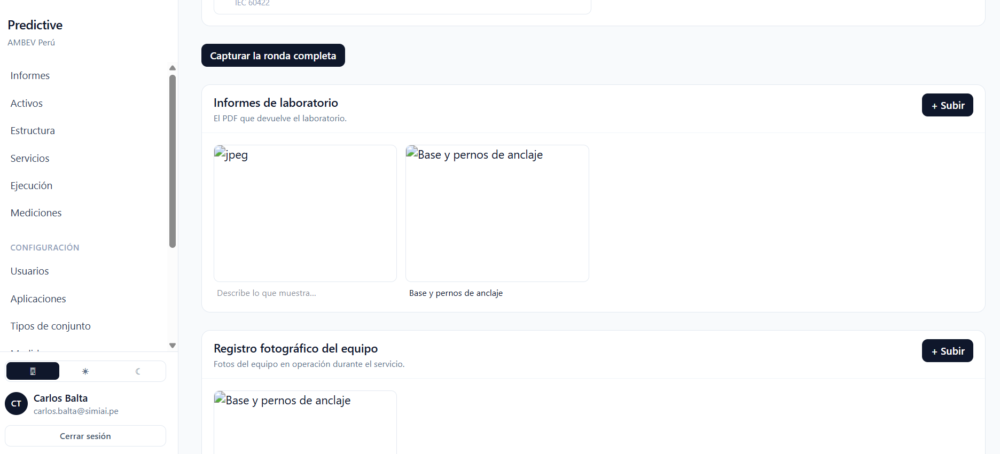 IEC 60422
Predictive
AMBEV Perú
Informes
Activos
Estructura
Servicios
Ejecución
Mediciones
CONFIGURACIÓN
Usuarios
Aplicaciones
Tipos de conjunto
CT
Carlos Balta
carlos.balta@simiai.pe
Cerrar sesión
Capturar la ronda completa
Informes de laboratorio
El PDF que devuelve el laboratorio.
+ Subir
jpeg
Base y pernos de anclaje
Describe lo que muestra...
Base y pernos de anclaje
Registro fotográfico del equipo
Fotos del equipo en operación durante el servicio.
+ Subir
Base y pernos de anclaje